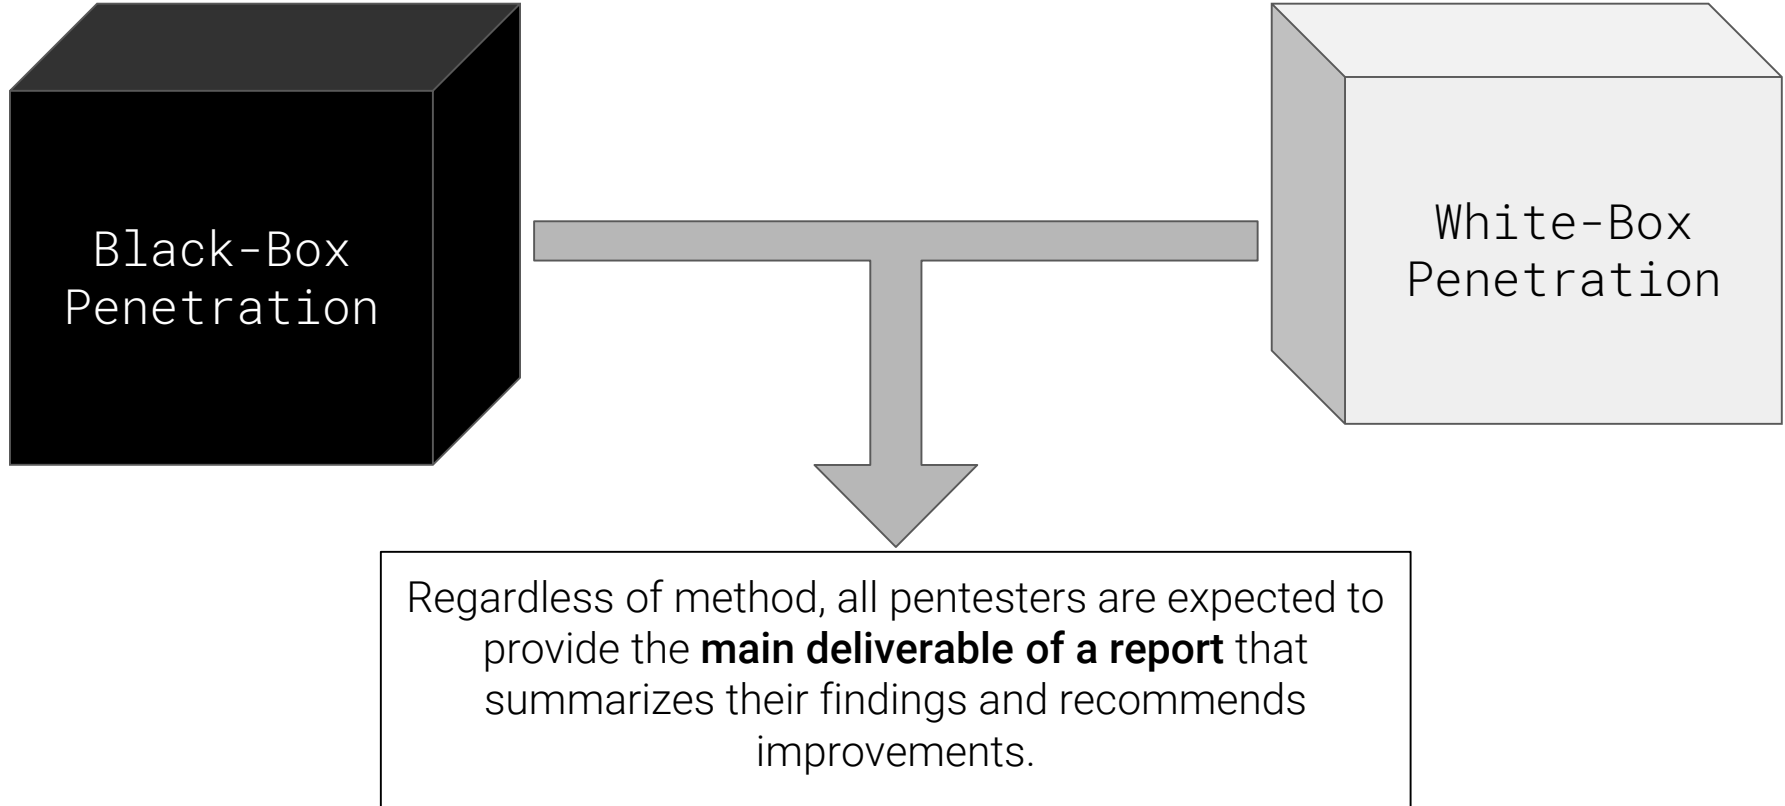 Black-Box
Penetration
White-Box
Penetration
Regardless of method, all pentesters are expected to
provide the main deliverable of a report that
summarizes their findings and recommends
improvements.